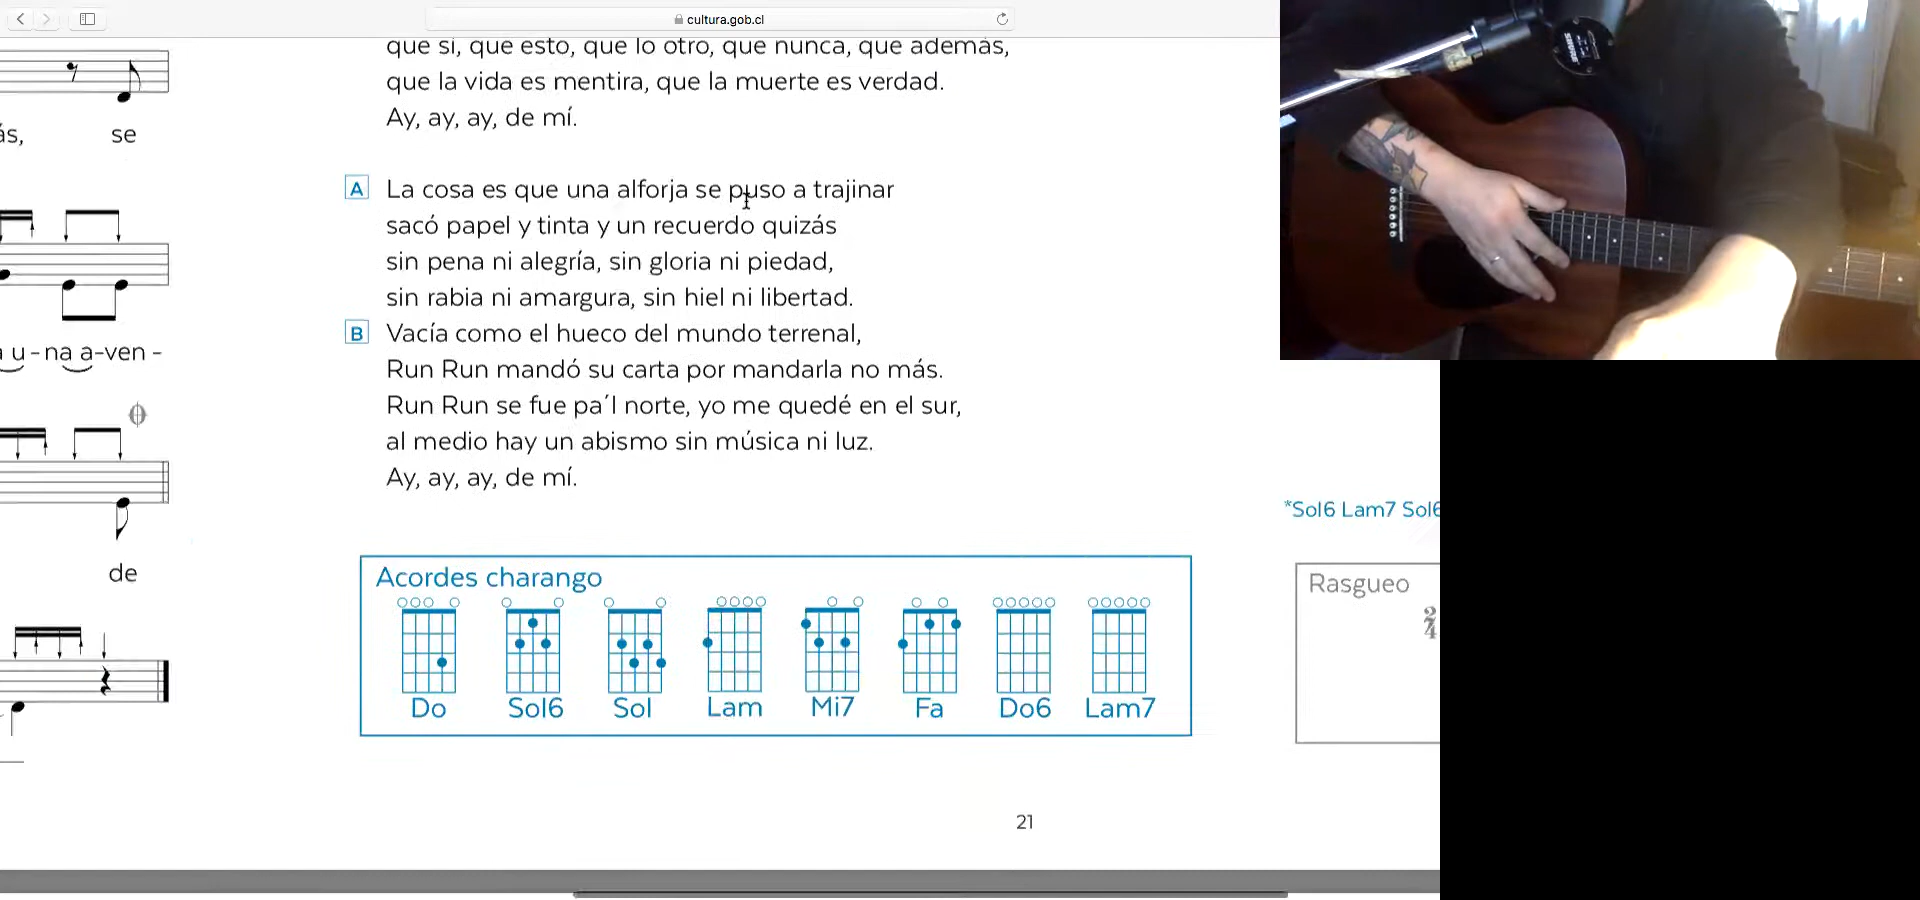 cultura.gob.cl
que sí, que esto, que lo otro, que nunca, que además,
que la vida es mentira, que la muerte es verdad.
Ay, ay, ay, de mí.
ás, se
A La cosa es que una alforja se puso a trajinar
sacó papel y tinta y un recuerdo quizás
sin pena ni alegría, sin gloria ni piedad,
sin rabia ni amargura, sin hiel ni libertad.
B Vacía como el hueco del mundo terrenal,
a u - na a-ven -
Run Run mandó su carta por mandarla no más.
Run Run se fue pa´l norte, yo me quedé en el sur,
al medio hay un abismo sin música ni luz.
Ay, ay, ay, de mí.
de
*Sol6 Lam7 Sol6
Acordes charango
Do Sol6 Sol Lam Mi7 Fa Do6 Lam7
Rasgueo
2
4
21